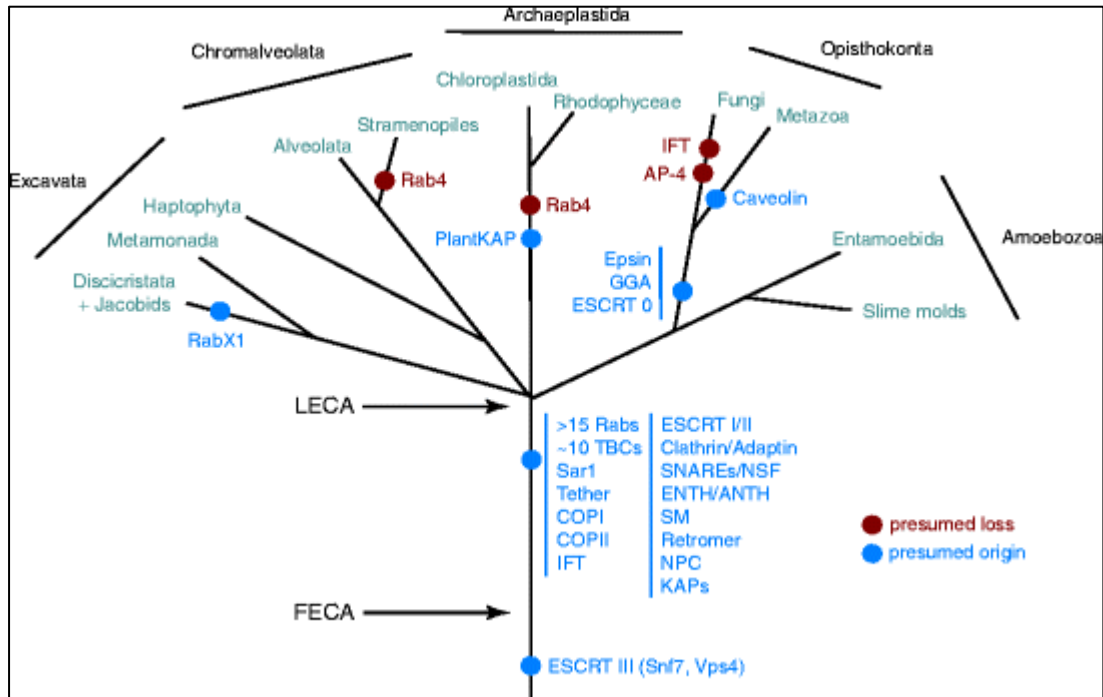 Archaeplastida
Chromalveolata
Opisthokonta
Chloroplastida
Rhodophyceae
Fungi
Metazoa
Stramenopiles
Alveolata
IFT
AP-4
Excavata
Rab4
Caveolin
Haptophyta
Rab4
Metamonada
PlantKAP
Entamoebida
Amoebozoa
Epsin
GGA
ESCRT 0
Discicristata
+ Jacobids
Slime molds
RabX1
LECA
>15 Rabs
~10 TBCs
Sar1
Tether
COPI
COPII
IFT
ESCRT I/II
Clathrin/Adaptin
SNAREs/NSF
ENTH/ANTH
SM
Retromer
NPC
KAPs
presumed loss
presumed origin
FECA
ESCRT III (Snf7, Vps4)